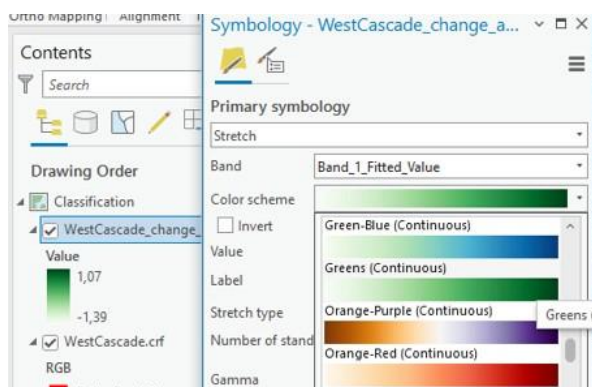 Ortho Mapping
Alignment
Contents
Search
Drawing Order
Classification
WestCascade_change_
Value
1,07
-1,39
WestCascade.crf
RGB
Symbology - WestCascade_change_a...
Primary symbology
Stretch
Band
Band_1_Fitted_Value
Color scheme
Invert
Value
Label
Stretch type
Number of stand
Gamma
Green-Blue (Continuous)
Greens (Continuous)
Orange-Purple (Continuous)
Greens (
Orange-Red (Continuous)